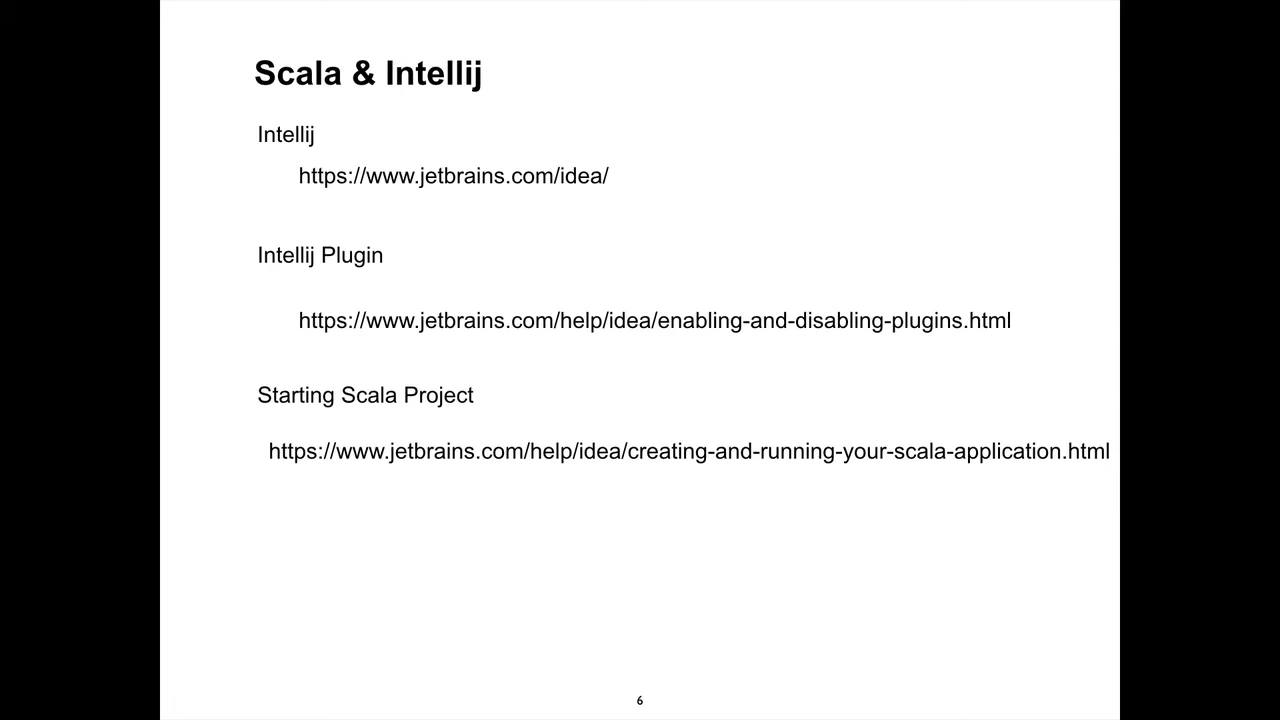 Scala & Intellij
Intellij
https://www.jetbrains.com/idea/
Intellij Plugin
https://www.jetbrains.com/help/idea/enabling-and-disabling-plugins.html
Starting Scala Project
https://www.jetbrains.com/help/idea/creating-and-running-your-scala-application.html
6